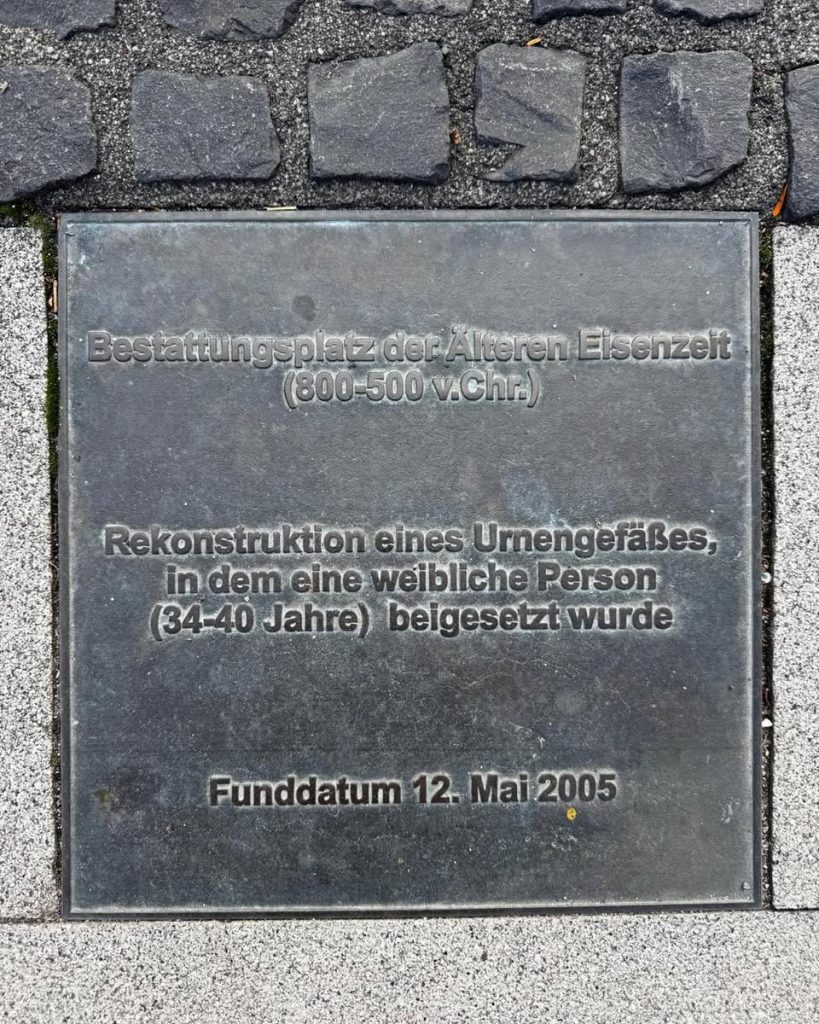 Bestattungsplatz der Älteren Eisenzeit
(800-500 v.Chr.)
Rekonstruktion eines Urnengefäßes,
in dem eine weibliche Person
(34-40 Jahre) beigesetzt wurde
Funddatum 12. Mai 2005